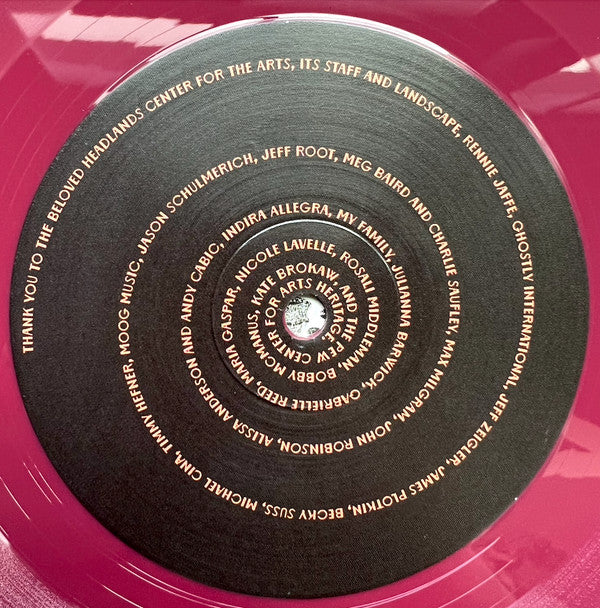 THANK YOU TO THE BELOVED HEADLANDS CENTER FOR THE ARTS, ITS STAFF AND LANDSCAPE, RENNIE JAFFE, GHOSTLY INTERNATIONAL, JEFF ZEIGLER, JAMES PLOTKIN, BECKY SUSS, MICHAEL CINA, TIMMY HEFNER, MOOG MUSIC, JASON SCHULMERICH, JEFF ROOT, MEG BAIRD AND CHARLIE SAUFLEY, MAX MILGRAM, JOHN ROBINSON, ALISSA ANDERSON AND ANDY CABIC, INDIRA ALLEGRA, MY FAMILY, JULIANNA BARWICK, GABRIELLE REED, MARIA GASPAR, NICOLE LAVELLE, ROSALI MIDDLEMAN, BOBBY MCMANUS, KATE BROKAW, AND THE PEW CENTER FOR ARTS HERITAGE.